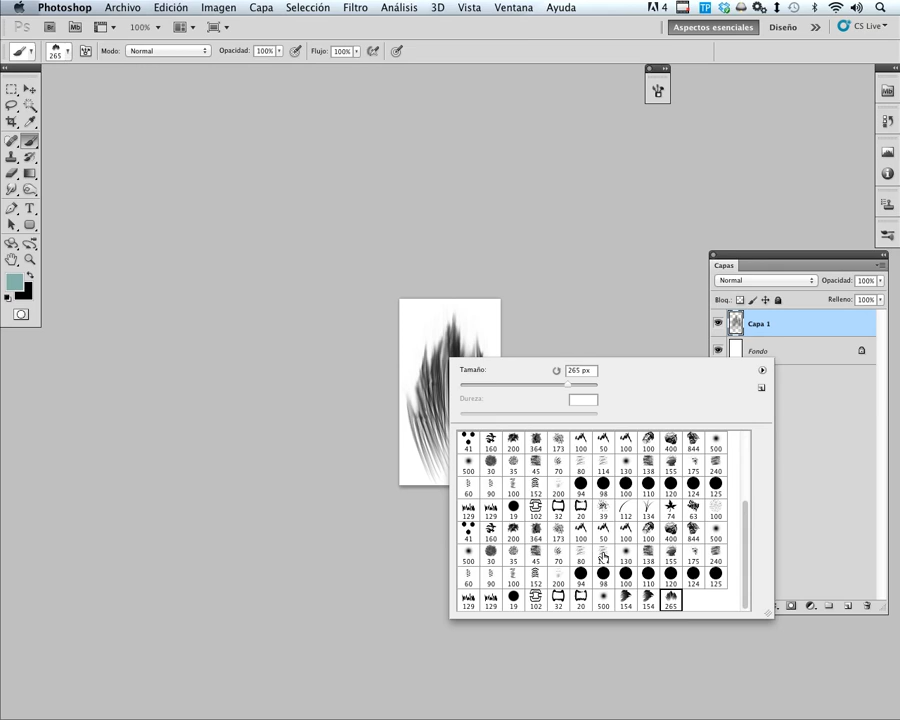 Photoshop Archivo Edición Imagen Capa Selección Filtro Análisis 3D Vista Ventana Ayuda 4 TP
Ps Br Mb 100% Aspectos esenciales Diseño CS Live
265 Modo: Normal Opacidad: 100% Flujo: 100%
Mb
T
Capas
Normal Opacidad: 100%
Bloq.: Relleno: 100%
Capa 1
Fondo
Tamaño: 265 px
Dureza:
41 160 200 364 173 100 50 100 100 400 844 500
500 30 35 45 70 80 114 130 138 155 175 240
60 90 100 152 200 94 98 100 110 120 124 125
129 129 19 102 32 20 39 112 134 74 63 100
41 160 200 364 173 100 50 100 100 400 844 500
500 30 35 45 70 80 130 138 155 175 240
60 90 100 152 200 94 98 100 110 120 124 125
129 129 19 102 32 20 500 154 154 265